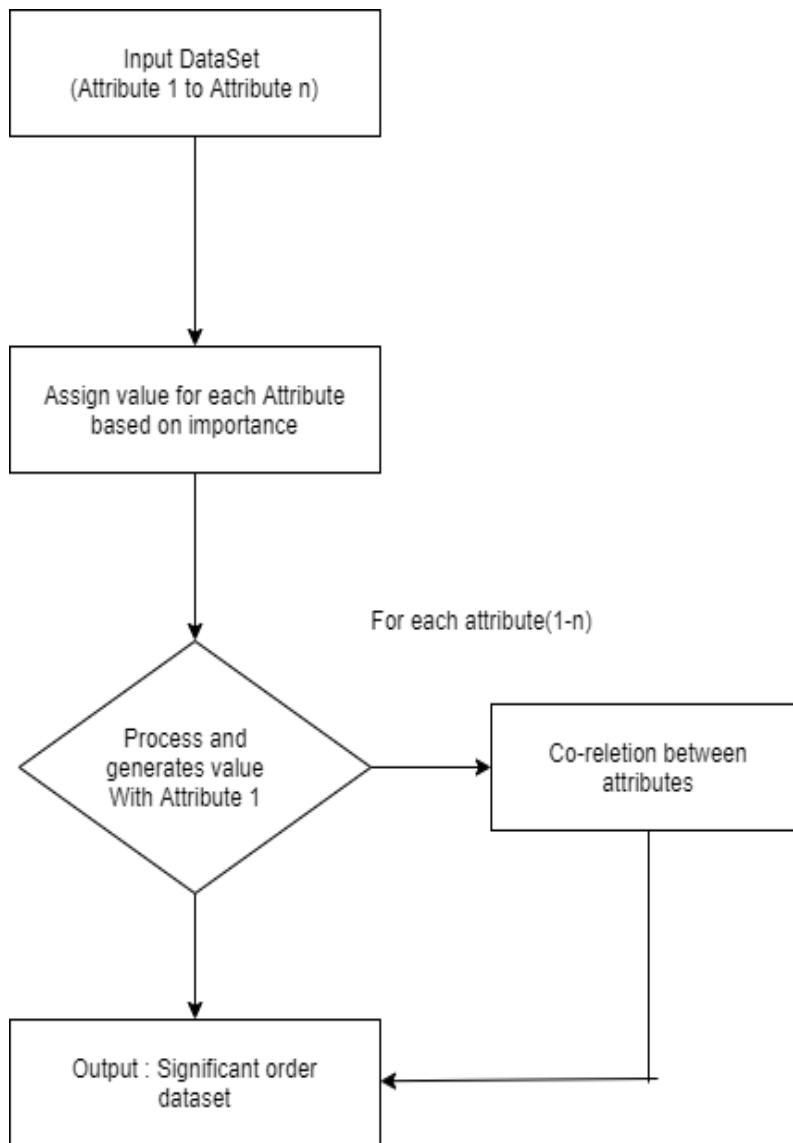 Input DataSet
(Attribute 1 to Attribute n)
Assign value for each Attribute
based on importance
For each attribute(1-n)
Process and
generates value
With Attribute 1
Co-reletion between
attributes
Output : Significant order
dataset